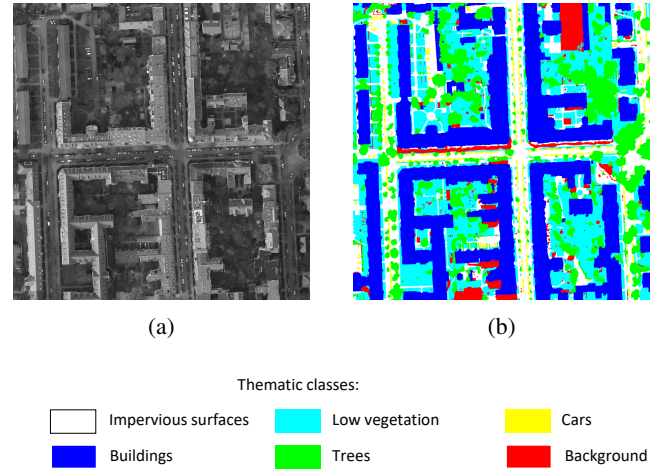 (a) (b)
Thematic classes:
Impervious surfaces Low vegetation Cars
Buildings Trees Background